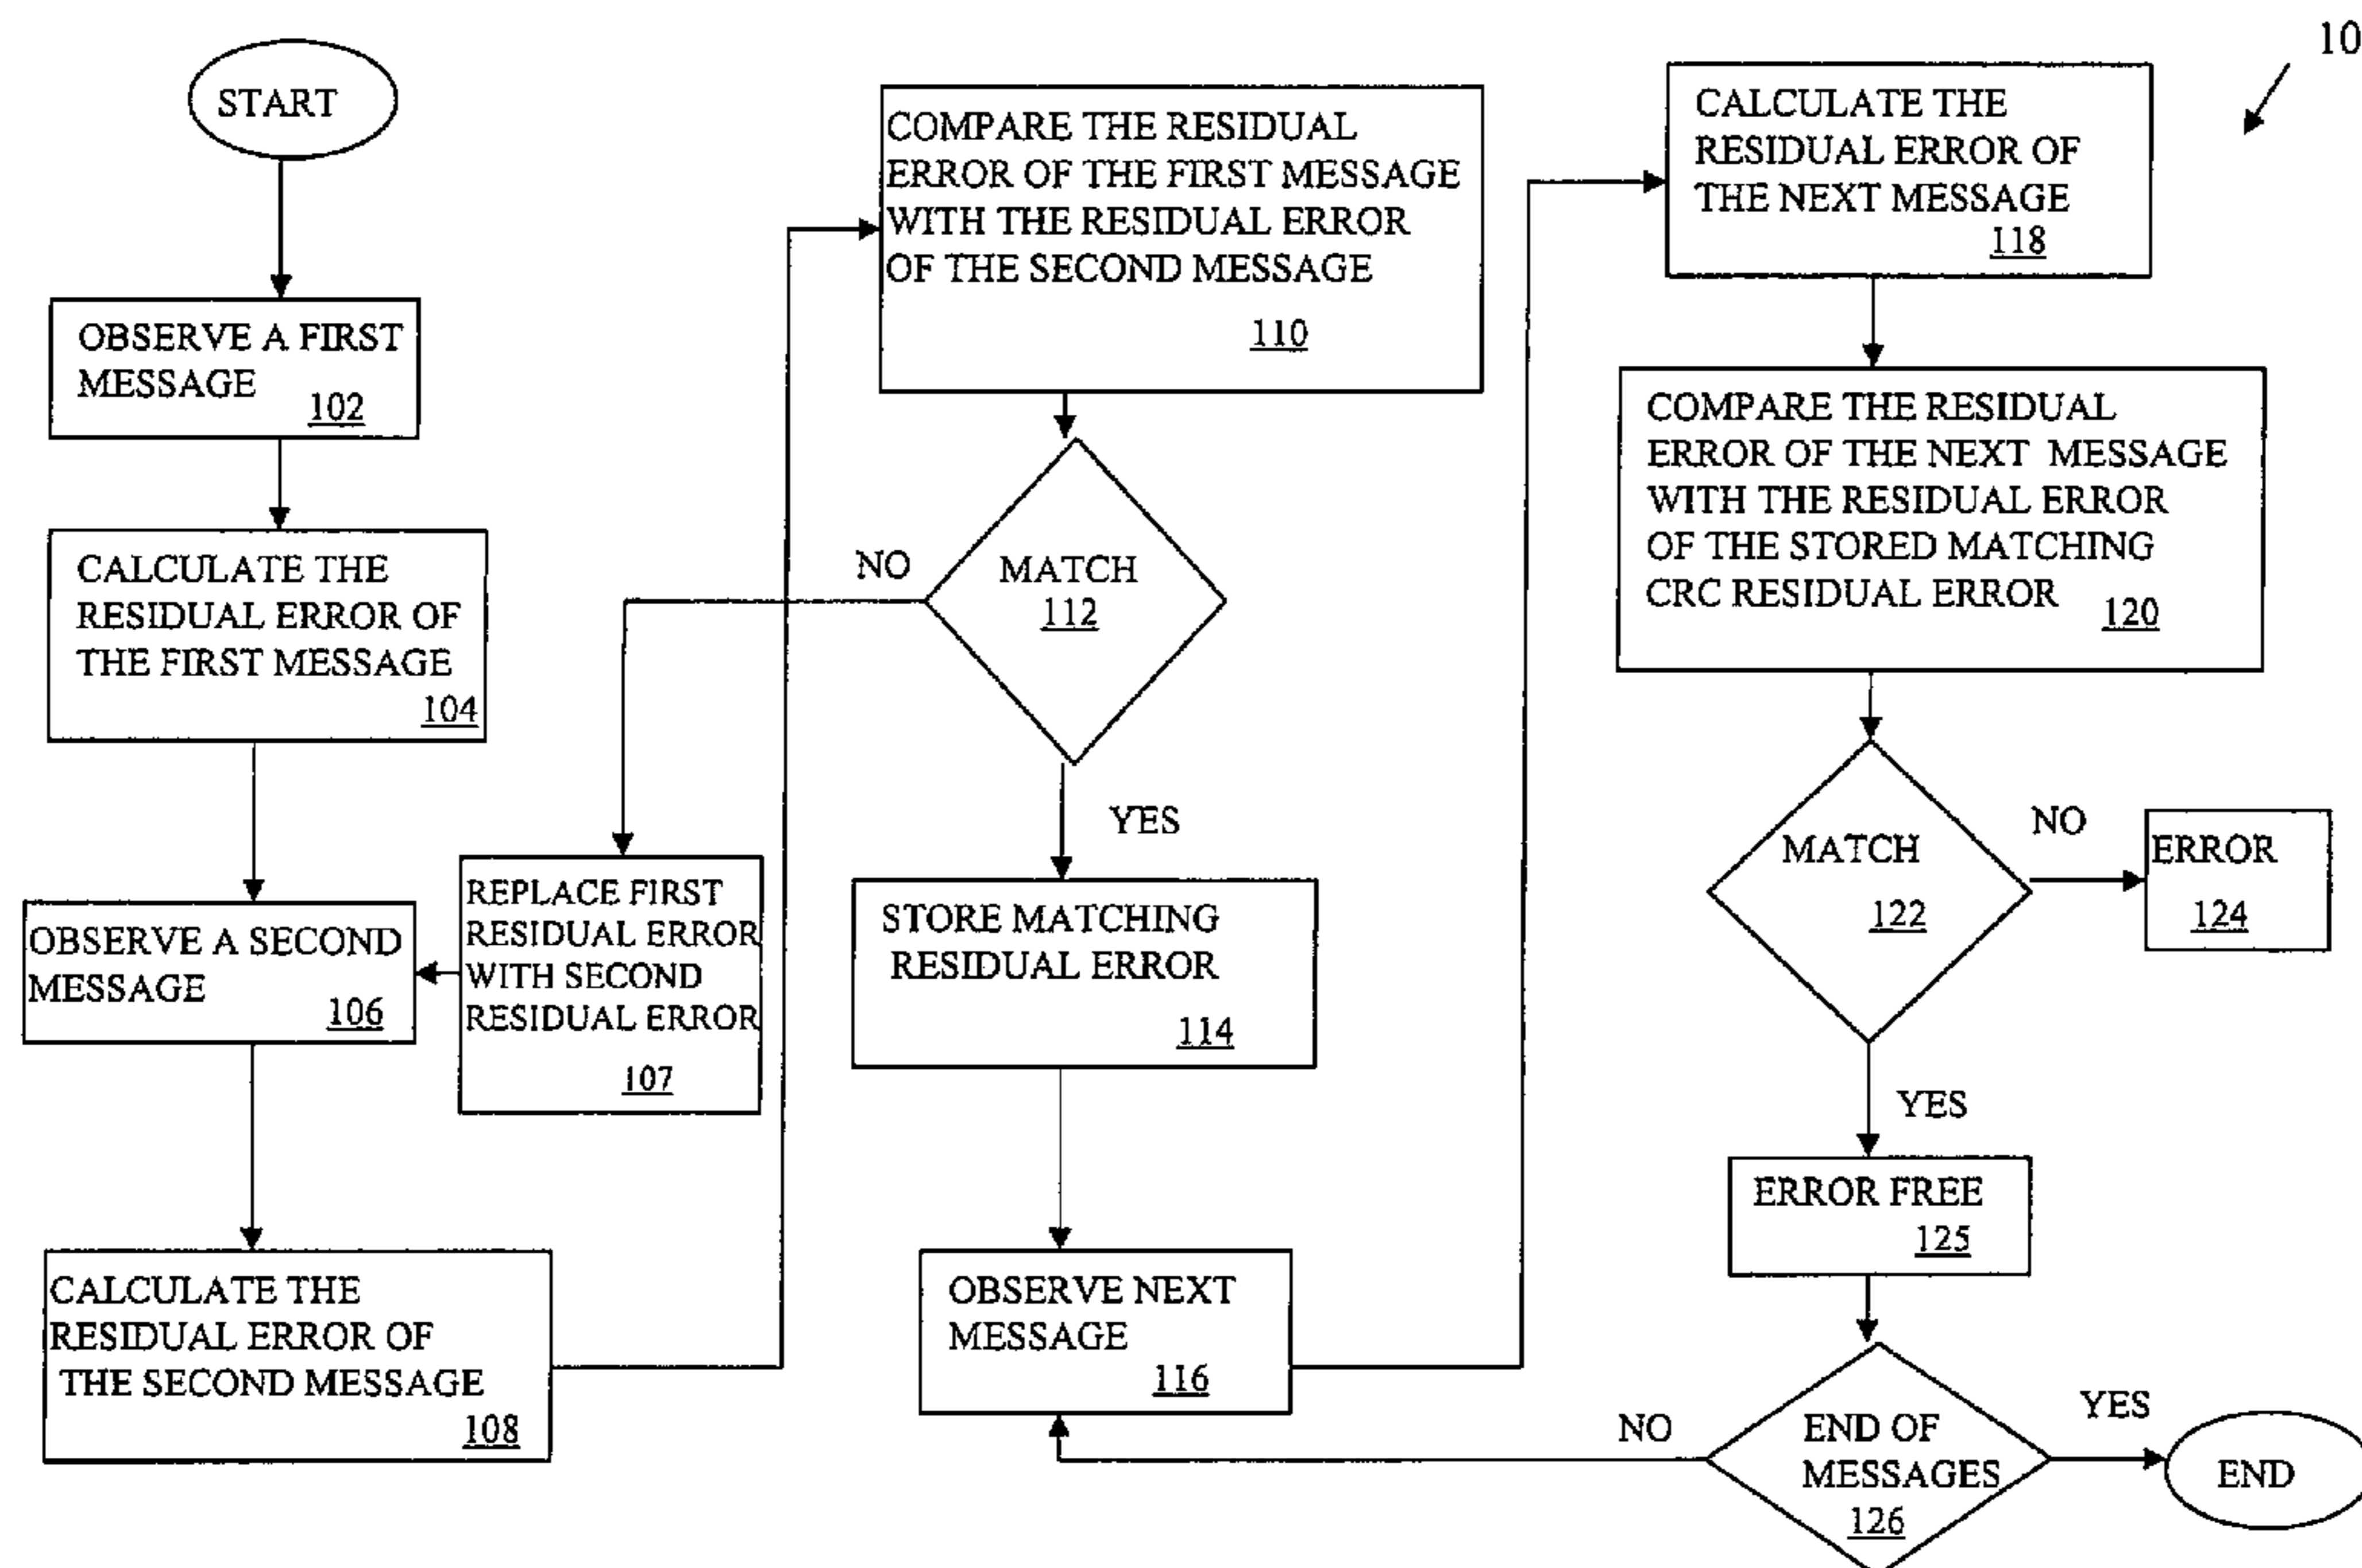 START
OBSERVE A FIRST
MESSAGE
102
CALCULATE THE
RESIDUAL ERROR OF
THE FIRST MESSAGE
104
OBSERVE A SECOND
MESSAGE
106
REPLACE FIRST
RESIDUAL ERROR
WITH SECOND
RESIDUAL ERROR
107
CALCULATE THE
RESIDUAL ERROR OF
THE SECOND MESSAGE
108
COMPARE THE RESIDUAL
ERROR OF THE FIRST MESSAGE
WITH THE RESIDUAL ERROR
OF THE SECOND MESSAGE
110
NO
MATCH
112
YES
STORE MATCHING
RESIDUAL ERROR
114
OBSERVE NEXT
MESSAGE
116
10
CALCULATE THE
RESIDUAL ERROR OF
THE NEXT MESSAGE
118
COMPARE THE RESIDUAL
ERROR OF THE NEXT MESSAGE
WITH THE RESIDUAL ERROR
OF THE STORED MATCHING
CRC RESIDUAL ERROR
120
MATCH
122
NO
ERROR
124
YES
ERROR FREE
125
NO
END OF
MESSAGES
126
YES
END